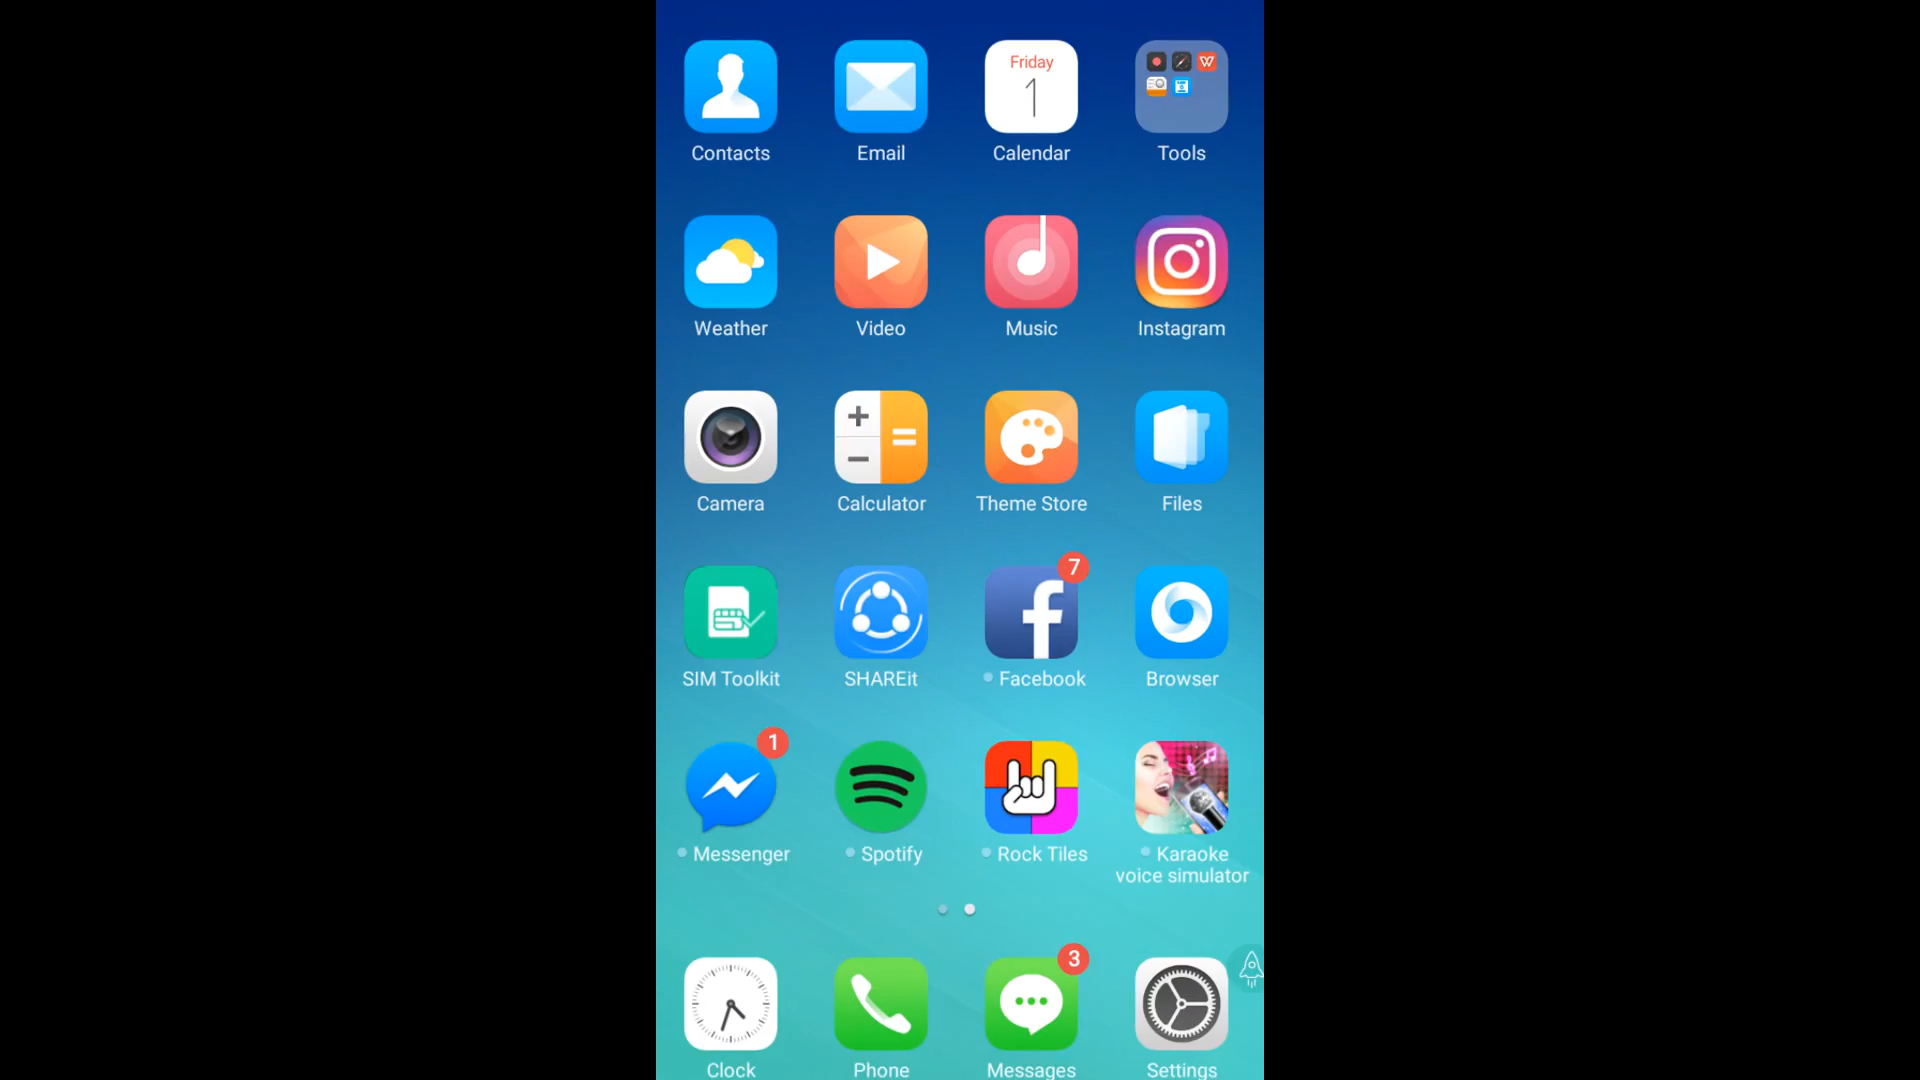 Friday
1
Contacts
Email
Calendar
Tools
Weather
Video
Music
Instagram
Camera
Calculator
Theme Store
Files
7
SIM Toolkit
SHAREit
Facebook
Browser
1
Messenger
Spotify
Rock Tiles
Karaoke
voice simulator
3
Clock
Phone
Messages
Settings